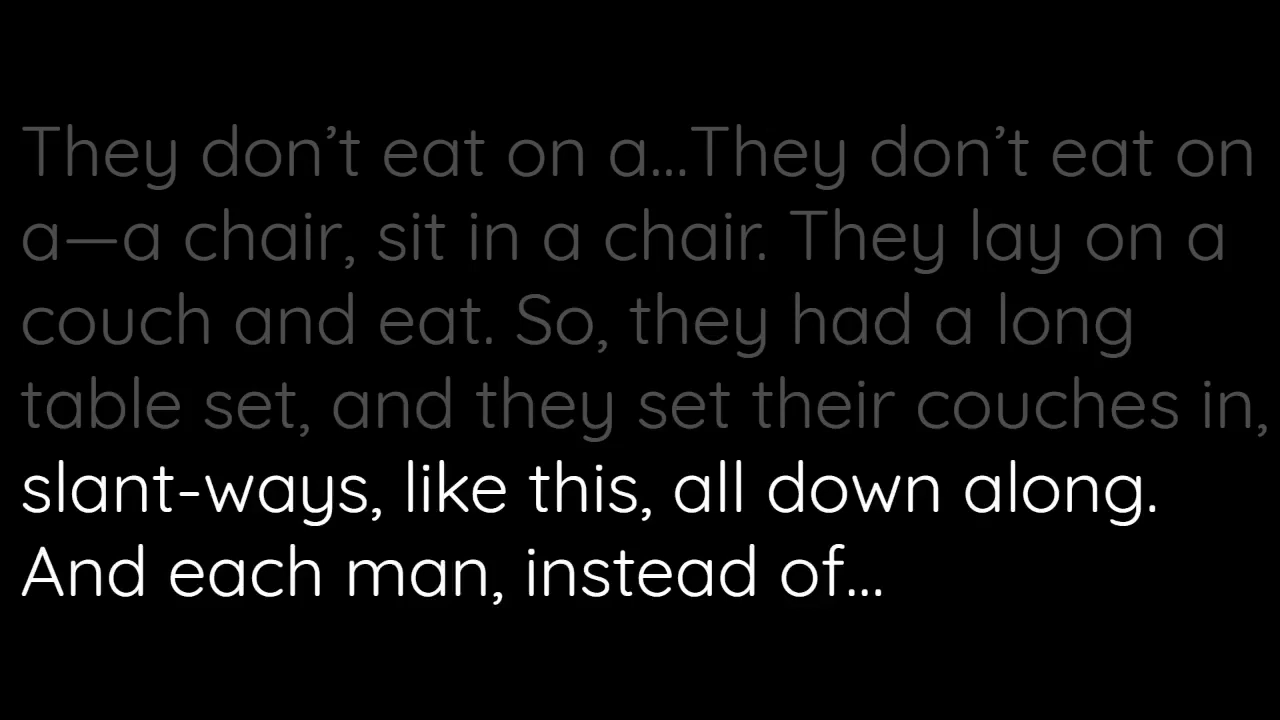 They don’t eat on a...They don’t eat on
a—a chair, sit in a chair. They lay on a
couch and eat. So, they had a long
table set, and they set their couches in,
slant-ways, like this, all down along.
And each man, instead of...